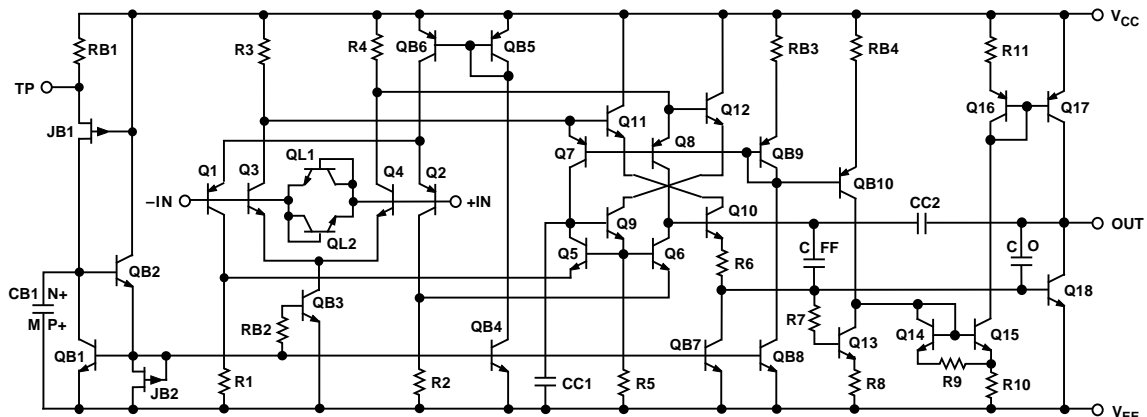 V_CC
RB1
R3
R4
QB6
QB5
RB3
RB4
R11
TP
JB1
Q11
Q12
Q16
Q17
Q1
Q3
QL1
Q4
Q2
Q7
Q8
QB9
QB10
–IN
+IN
QL2
Q9
Q10
CC2
OUT
Q5
Q6
R6
C FF
C O
QB2
CB1 N+
M P+
QB3
RB2
R7
Q13
Q14
Q15
Q18
QB1
QB4
QB7
QB8
JB2
R1
R2
CC1
R5
R8
R9
R10
V_EE